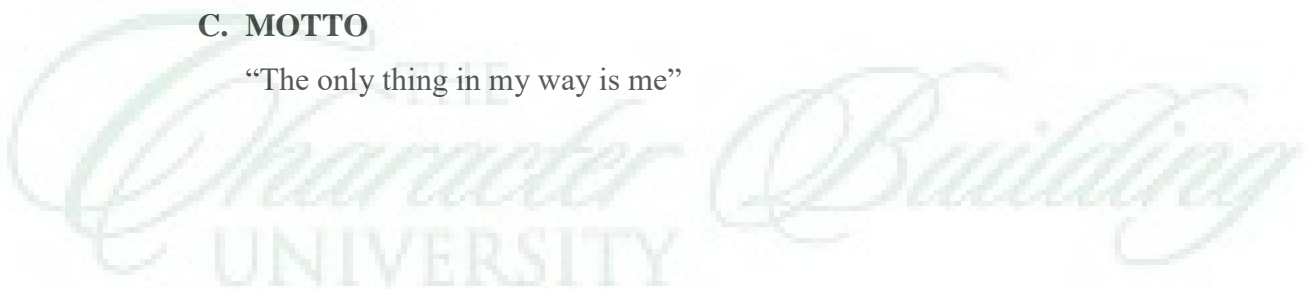 C. MOTTO
“The only thing in my way is me”
THE
Character Building
UNIVERSITY